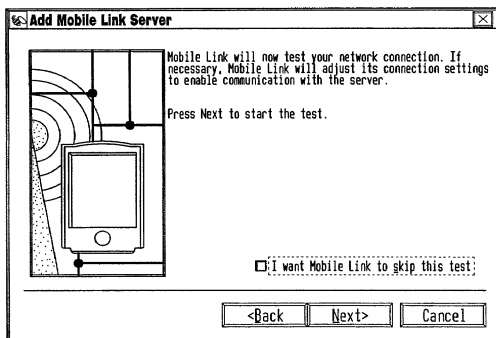 Add Mobile Link Server
Mobile Link will now test your network connection. If
necessary, Mobile Link will adjust its connection settings
to enable communication with the server.
Press Next to start the test.
I want Mobile Link to skip this test
<Back
Next>
Cancel